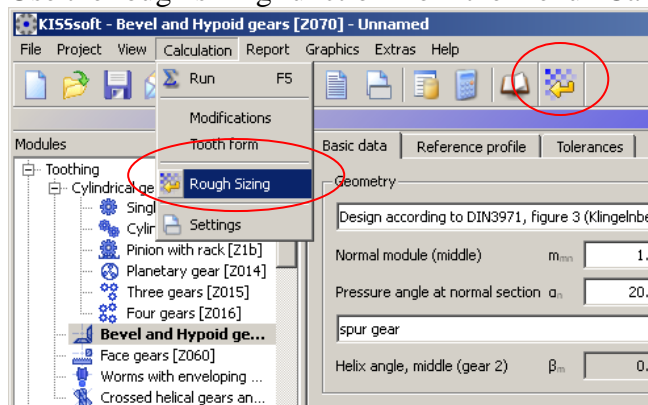 KISSsoft - Bevel and Hypoid gears [Z070] - Unnamed
File Project View Calculation Report Graphics Extras Help
Run F5
Modifications
Tooth form
Rough Sizing
Settings
Modules
Toothing
Cylindrical ge
Singl
Cylin
Pinion with rack [Z1b]
Planetary gear [Z014]
Three gears [Z015]
Four gears [Z016]
Bevel and Hypoid ge...
Face gears [Z060]
Worms with enveloping ...
Crossed helical gears an...
Basic data Reference profile Tolerances
Geometry
Design according to DIN3971, figure 3 (Klingelnbe
Normal module (middle) mmn 1.
Pressure angle at normal section αn 20.
spur gear
Helix angle, middle (gear 2) βm 0.